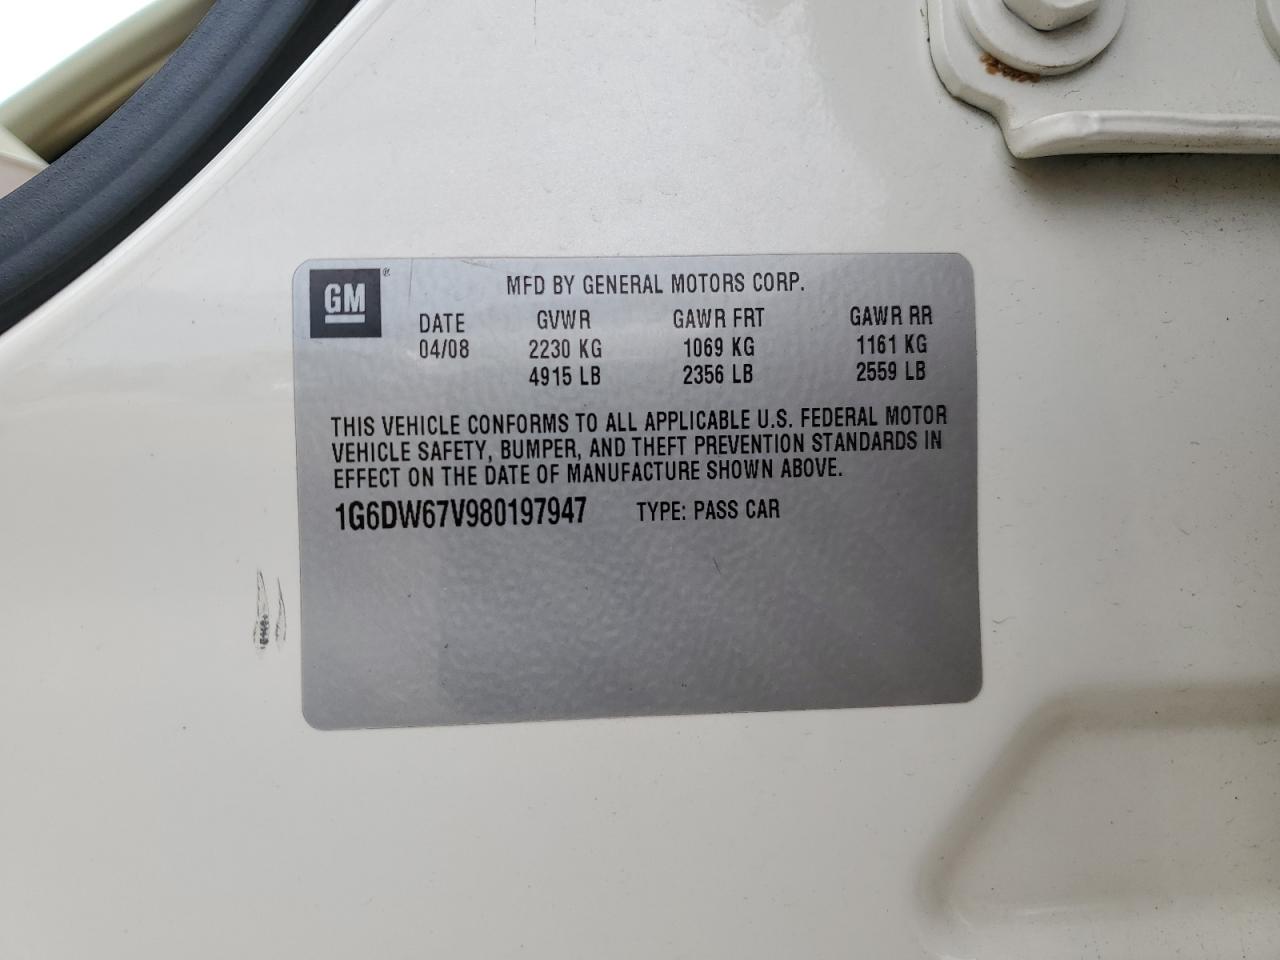 GM ®
MFD BY GENERAL MOTORS CORP.
DATE GVWR GAWR FRT GAWR RR
04/08 2230 KG 1069 KG 1161 KG
4915 LB 2356 LB 2559 LB
THIS VEHICLE CONFORMS TO ALL APPLICABLE U.S. FEDERAL MOTOR
VEHICLE SAFETY, BUMPER, AND THEFT PREVENTION STANDARDS IN
EFFECT ON THE DATE OF MANUFACTURE SHOWN ABOVE.
1G6DW67V980197947 TYPE: PASS CAR